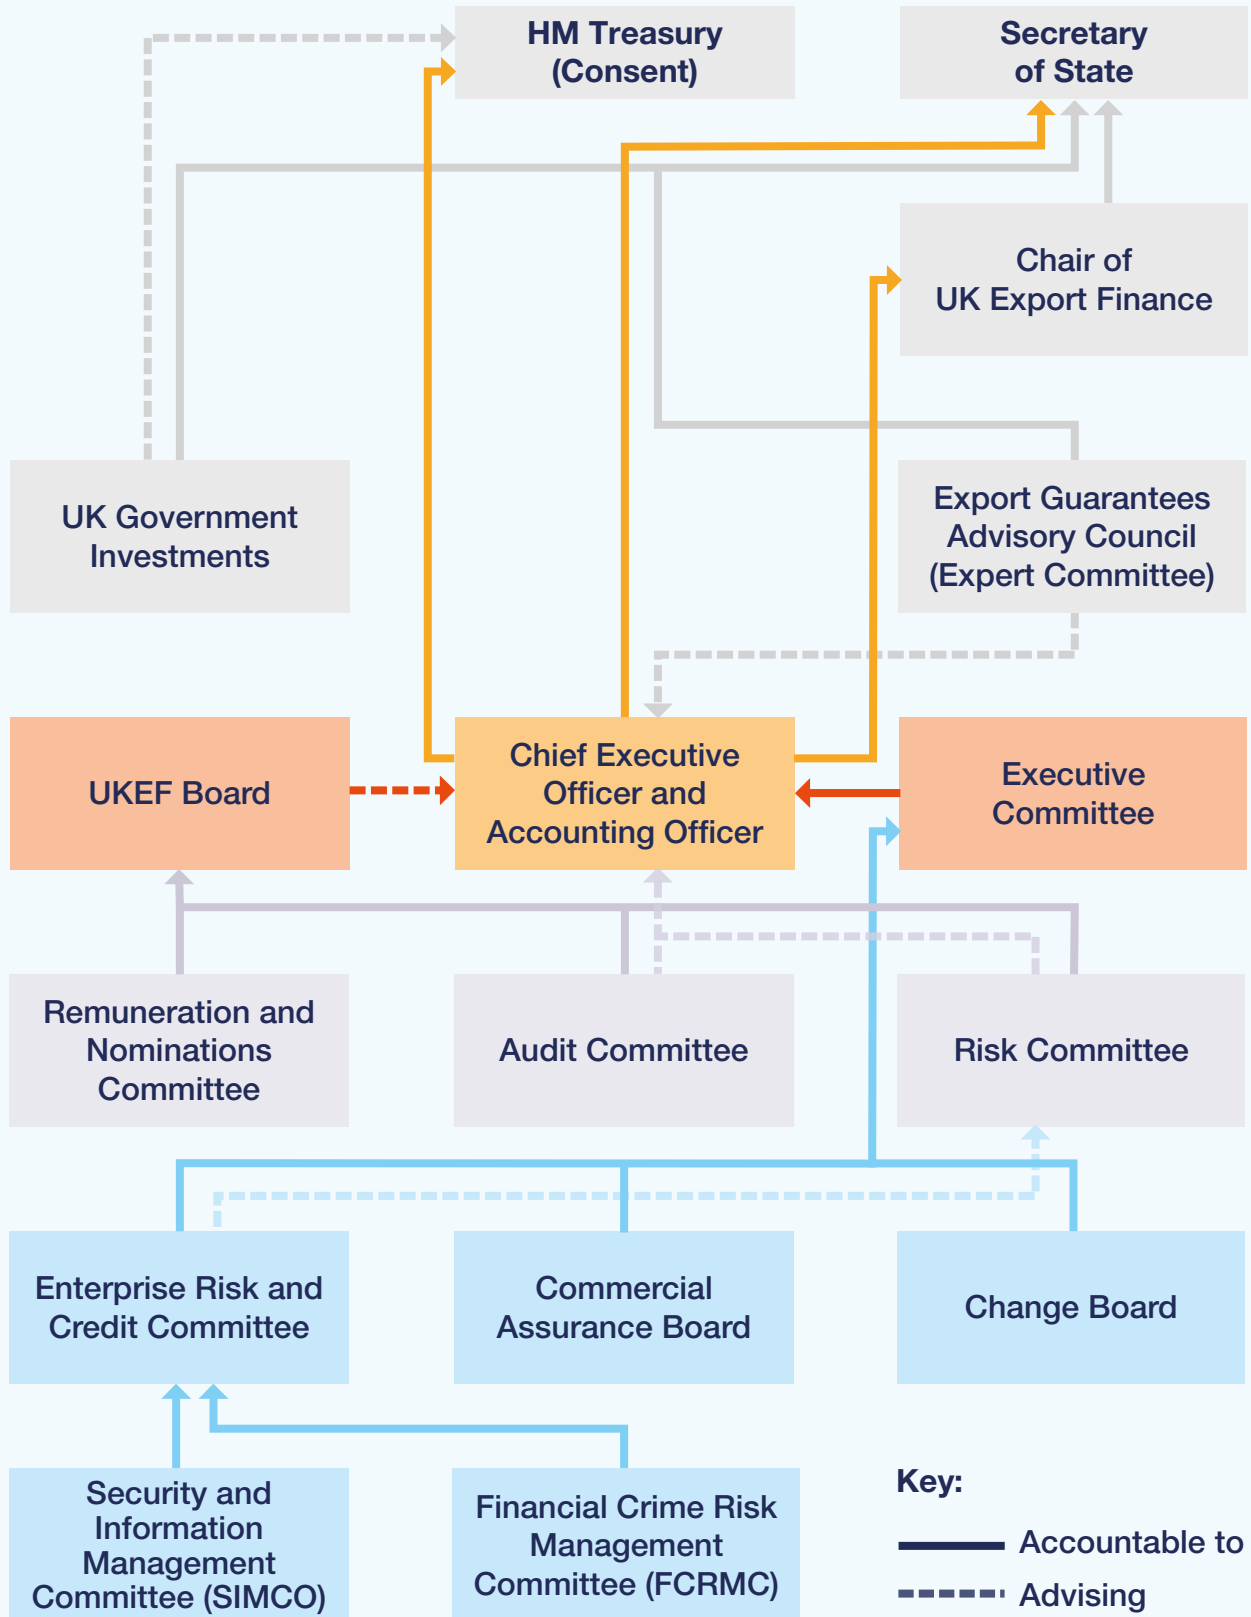 HM Treasury
(Consent)
Secretary
of State
Chair of
UK Export Finance
UK Government
Investments
Export Guarantees
Advisory Council
(Expert Committee)
UKEF Board
Chief Executive
Officer and
Accounting Officer
Executive
Committee
Remuneration and
Nominations
Committee
Audit Committee
Risk Committee
Enterprise Risk and
Credit Committee
Commercial
Assurance Board
Change Board
Security and
Information
Management
Committee (SIMCO)
Financial Crime Risk
Management
Committee (FCRMC)
Key:
Accountable to
Advising